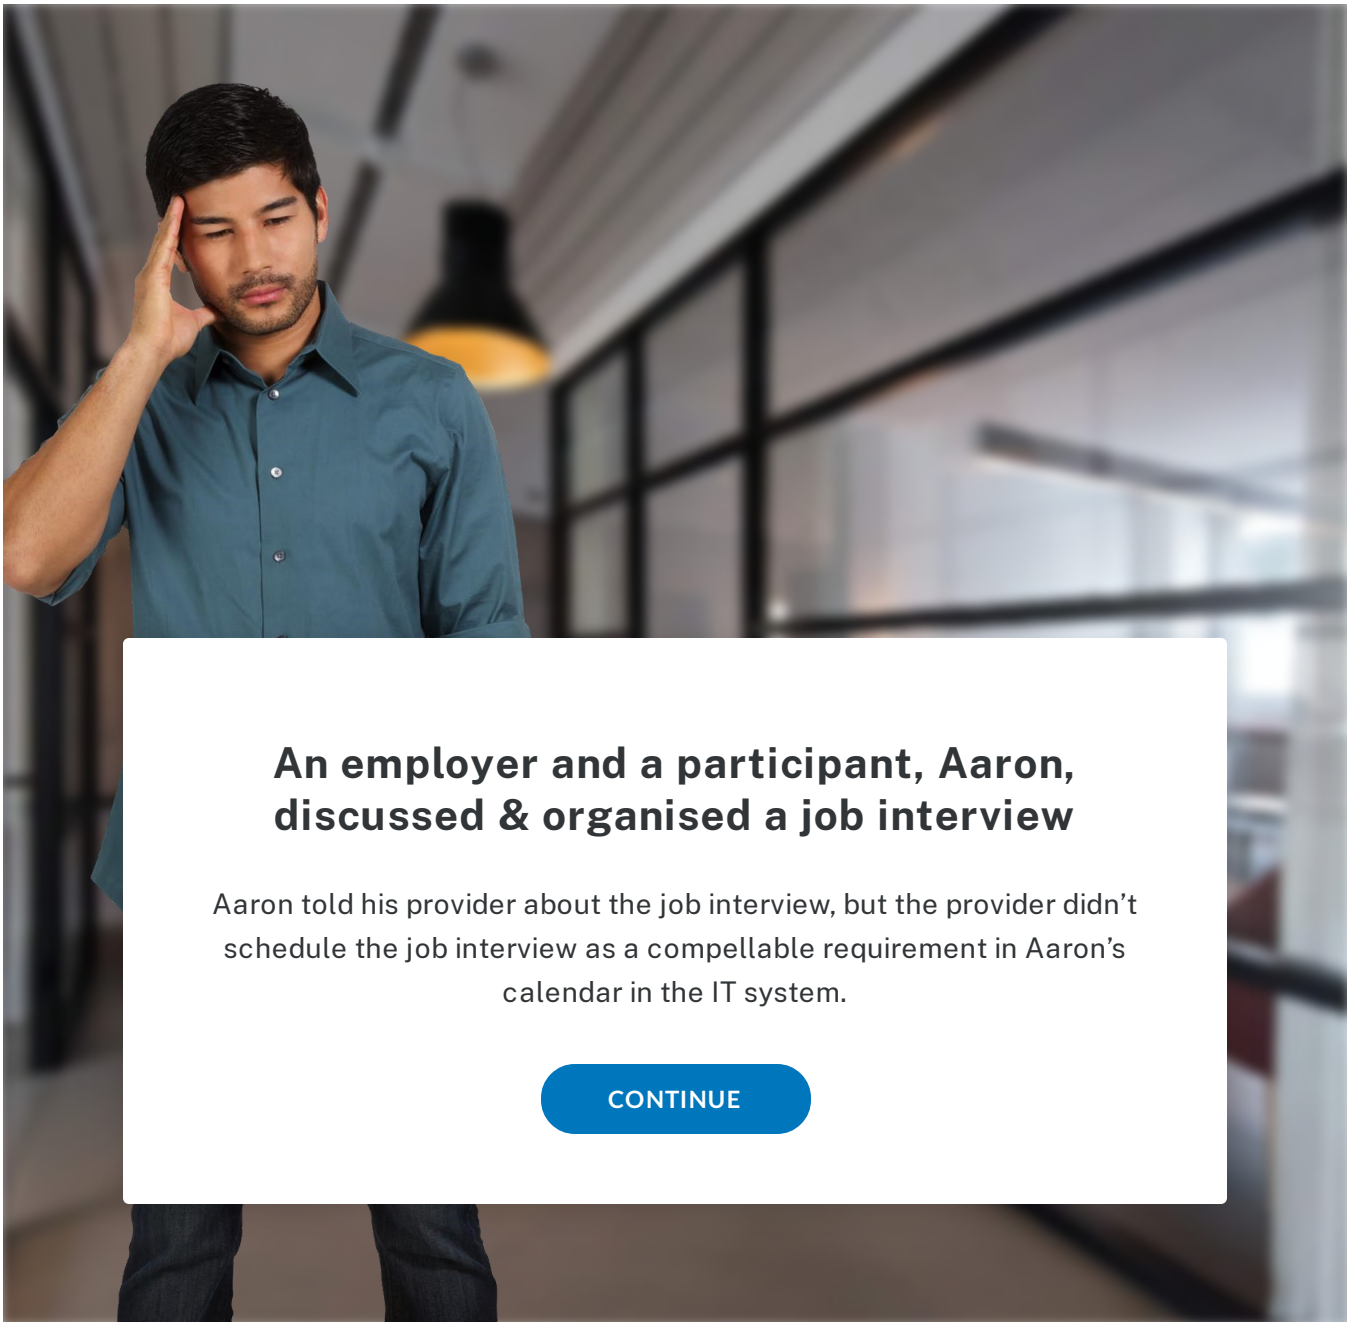 An employer and a participant, Aaron,
discussed & organised a job interview
Aaron told his provider about the job interview, but the provider didn’t
schedule the job interview as a compellable requirement in Aaron’s
calendar in the IT system.
CONTINUE